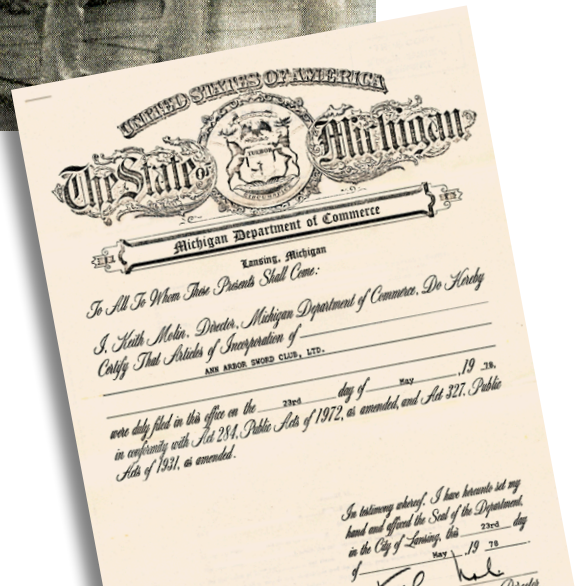 UNITED STATES OF AMERICA
The State Of Michigan
TUEBOR
Michigan Department of Commerce
Lansing, Michigan
To All To Whom These Presents Shall Come:
I, Keith Molin, Director, Michigan Department of Commerce, Do Hereby
Certify That Articles of Incorporation of
ANN ARBOR SWORD CLUB, LTD.
were duly filed in this office on the 23rd day of May , 19 78,
in conformity with Act 284, Public Acts of 1972, as amended, and Act 327, Public
Acts of 1931, as amended.
In testimony whereof, I have hereunto set my
hand and affixed the Seal of the Department,
in the City of Lansing, this 23rd day
of May , 19 78
Director